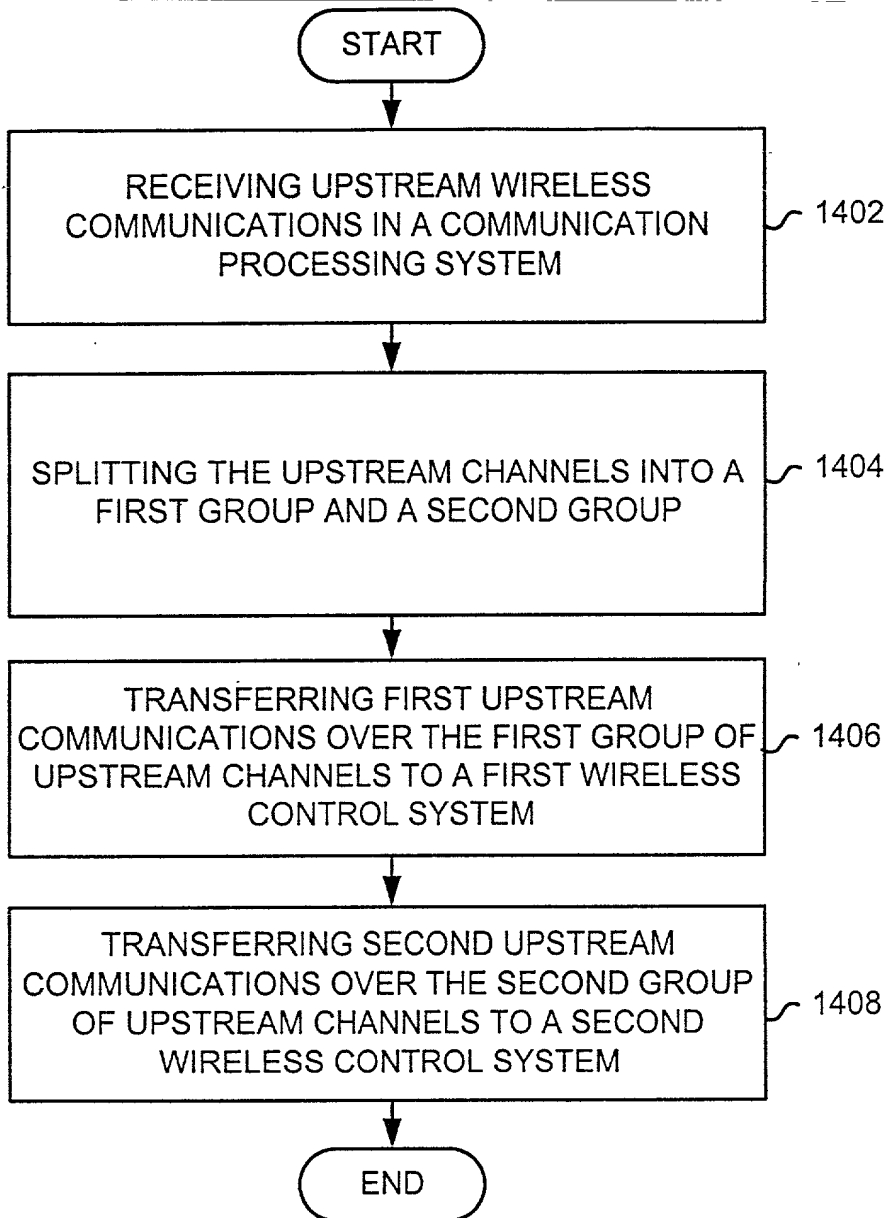 START
RECEIVING UPSTREAM WIRELESS
COMMUNICATIONS IN A COMMUNICATION
PROCESSING SYSTEM
1402
SPLITTING THE UPSTREAM CHANNELS INTO A
FIRST GROUP AND A SECOND GROUP
1404
TRANSFERRING FIRST UPSTREAM
COMMUNICATIONS OVER THE FIRST GROUP OF
UPSTREAM CHANNELS TO A FIRST WIRELESS
CONTROL SYSTEM
1406
TRANSFERRING SECOND UPSTREAM
COMMUNICATIONS OVER THE SECOND GROUP
OF UPSTREAM CHANNELS TO A SECOND
WIRELESS CONTROL SYSTEM
1408
END